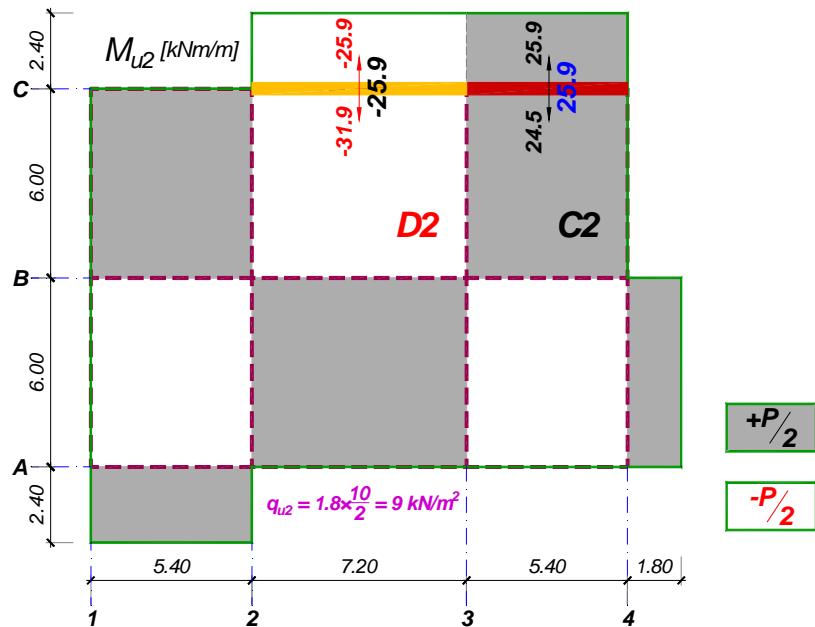 M_u2 [kNm/m]
-25.9
-31.9
-25.9
25.9
24.5
25.9
D2
C2
2.40
6.00
6.00
2.40
C
B
A
q_u2 = 1.8×10/2 = 9 kN/m²
+P/2
-P/2
5.40
7.20
5.40
1.80
1
2
3
4